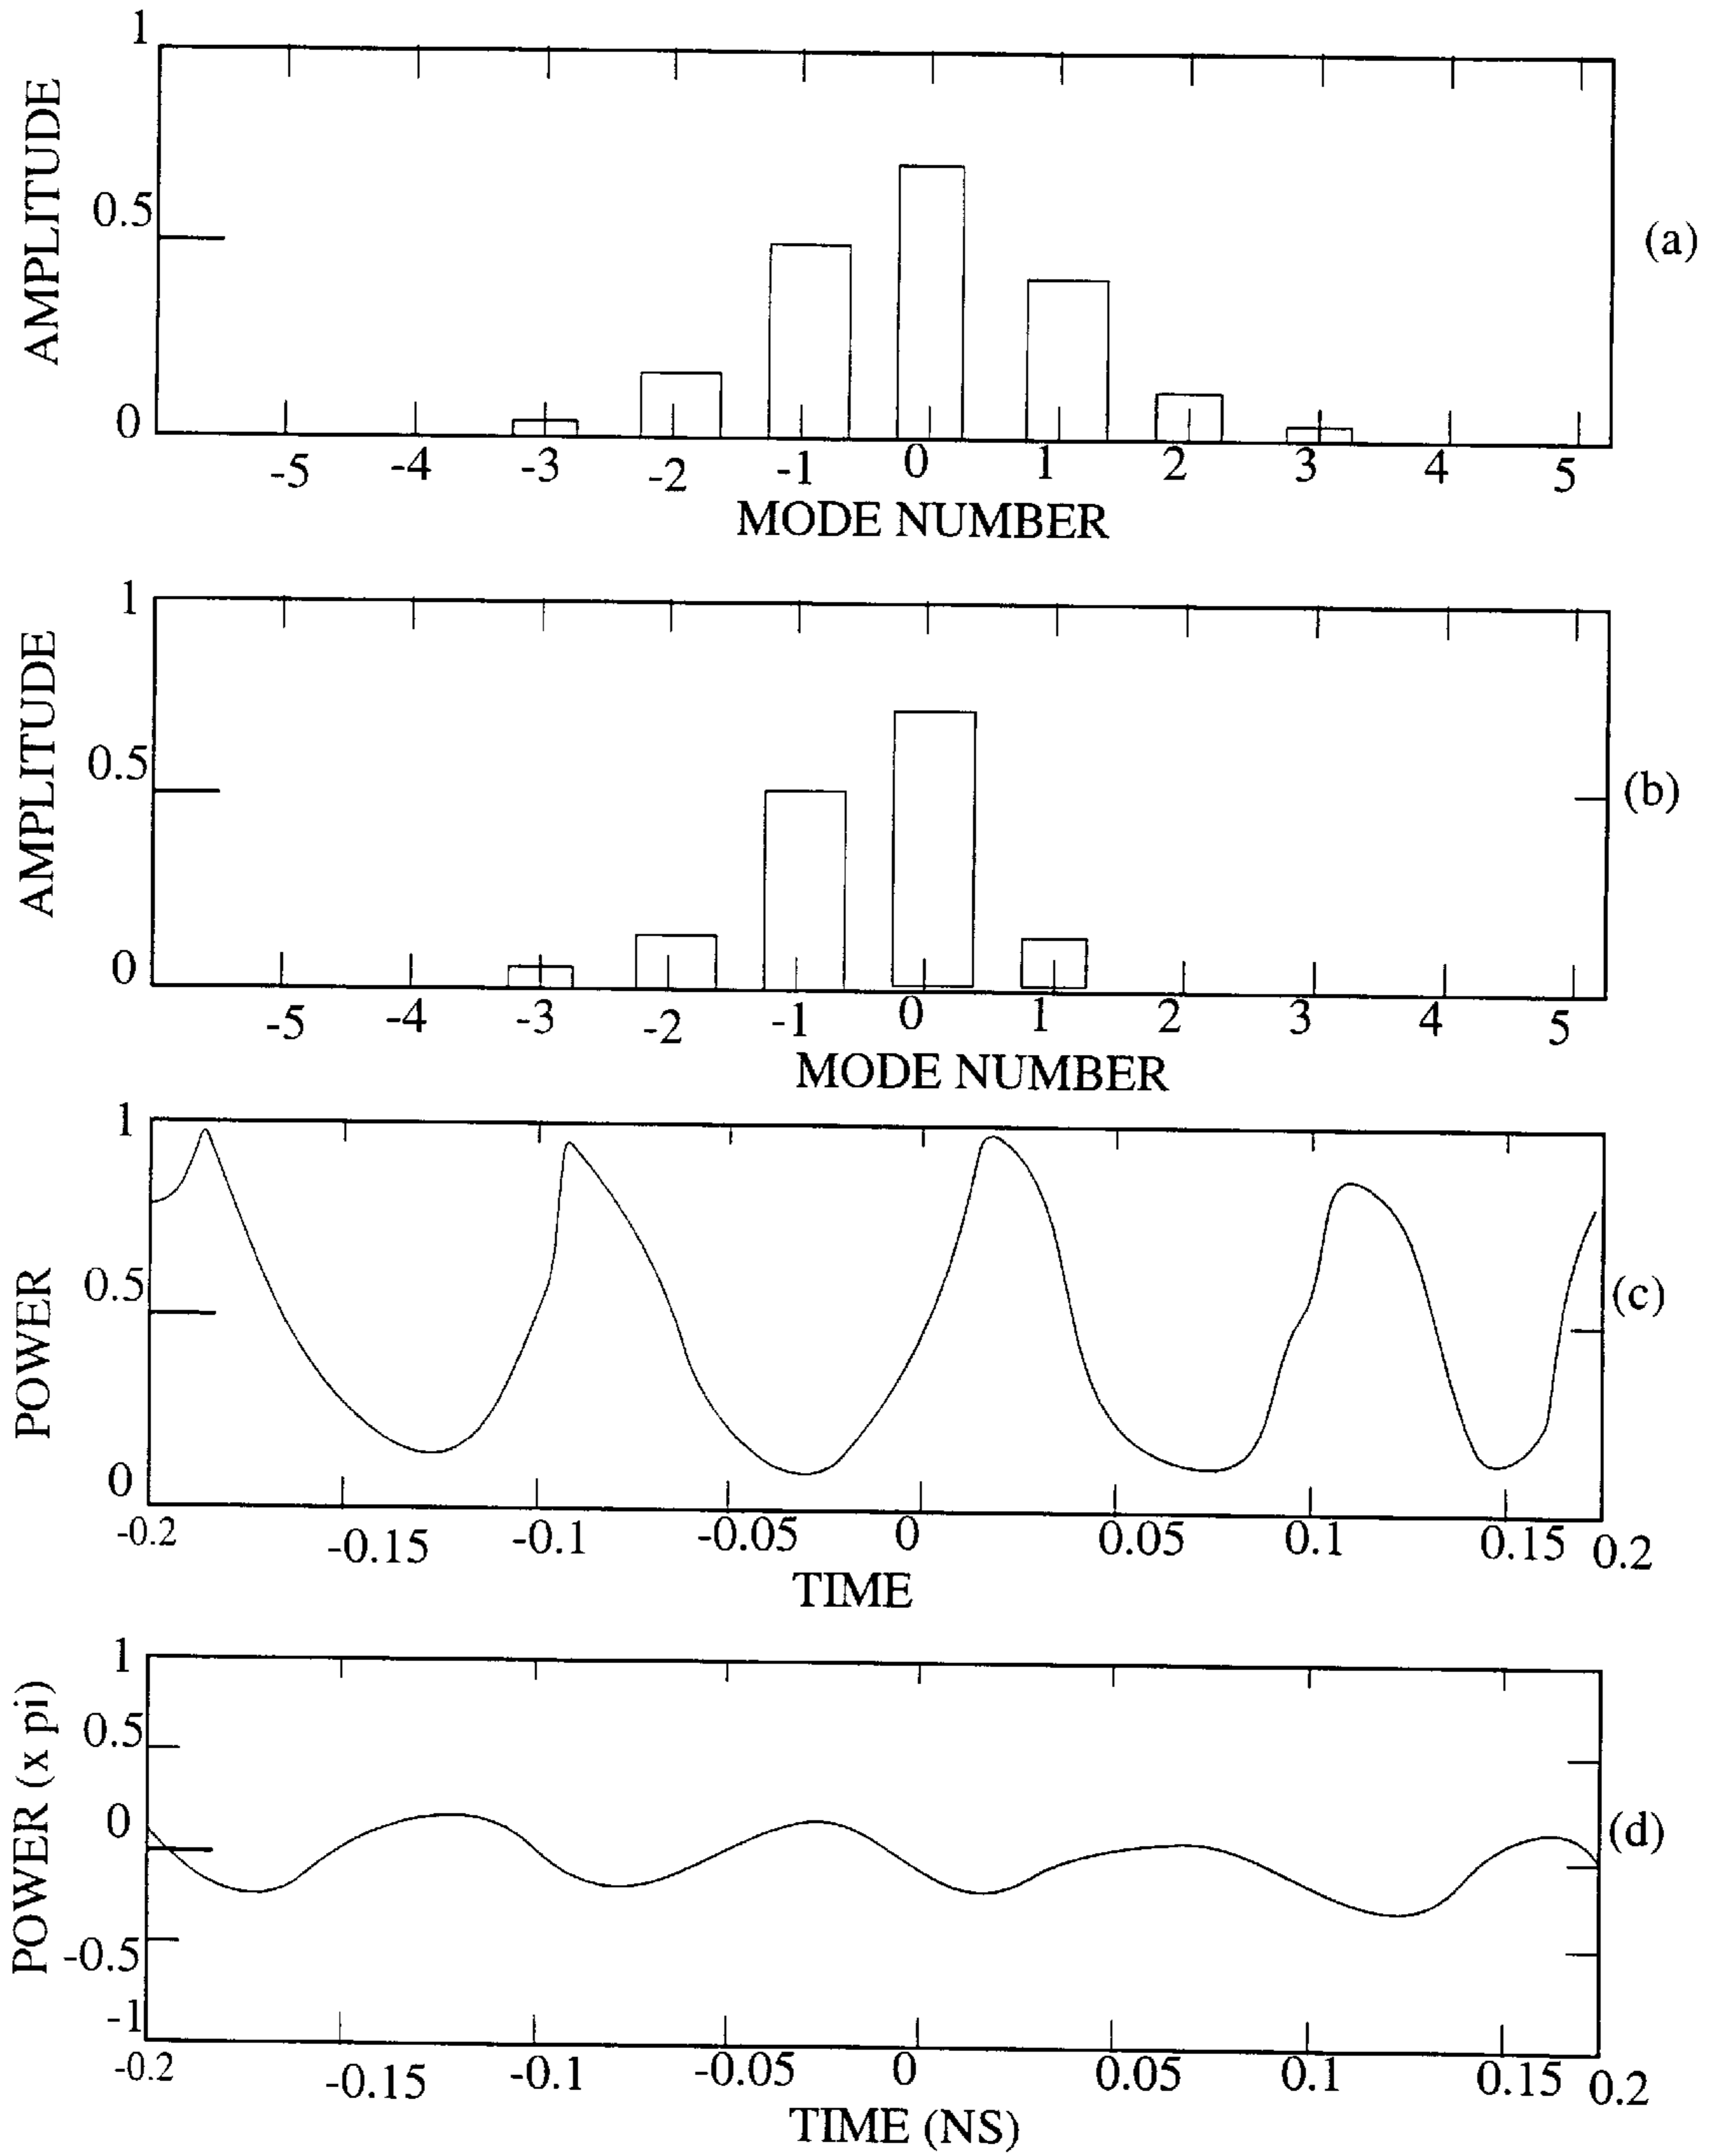 1
AMPLITUDE
0.5
(a)
0
-5 -4 -3 -2 -1 0 1 2 3 4 5
MODE NUMBER
1
AMPLITUDE
0.5
(b)
0
-5 -4 -3 -2 -1 0 1 2 3 4 5
MODE NUMBER
1
POWER
0.5
(c)
0
-0.2 -0.15 -0.1 -0.05 0 0.05 0.1 0.15 0.2
TIME
1
POWER (x pi)
0.5
0
(d)
-0.5
-1
-0.2 -0.15 -0.1 -0.05 0 0.05 0.1 0.15 0.2
TIME (NS)